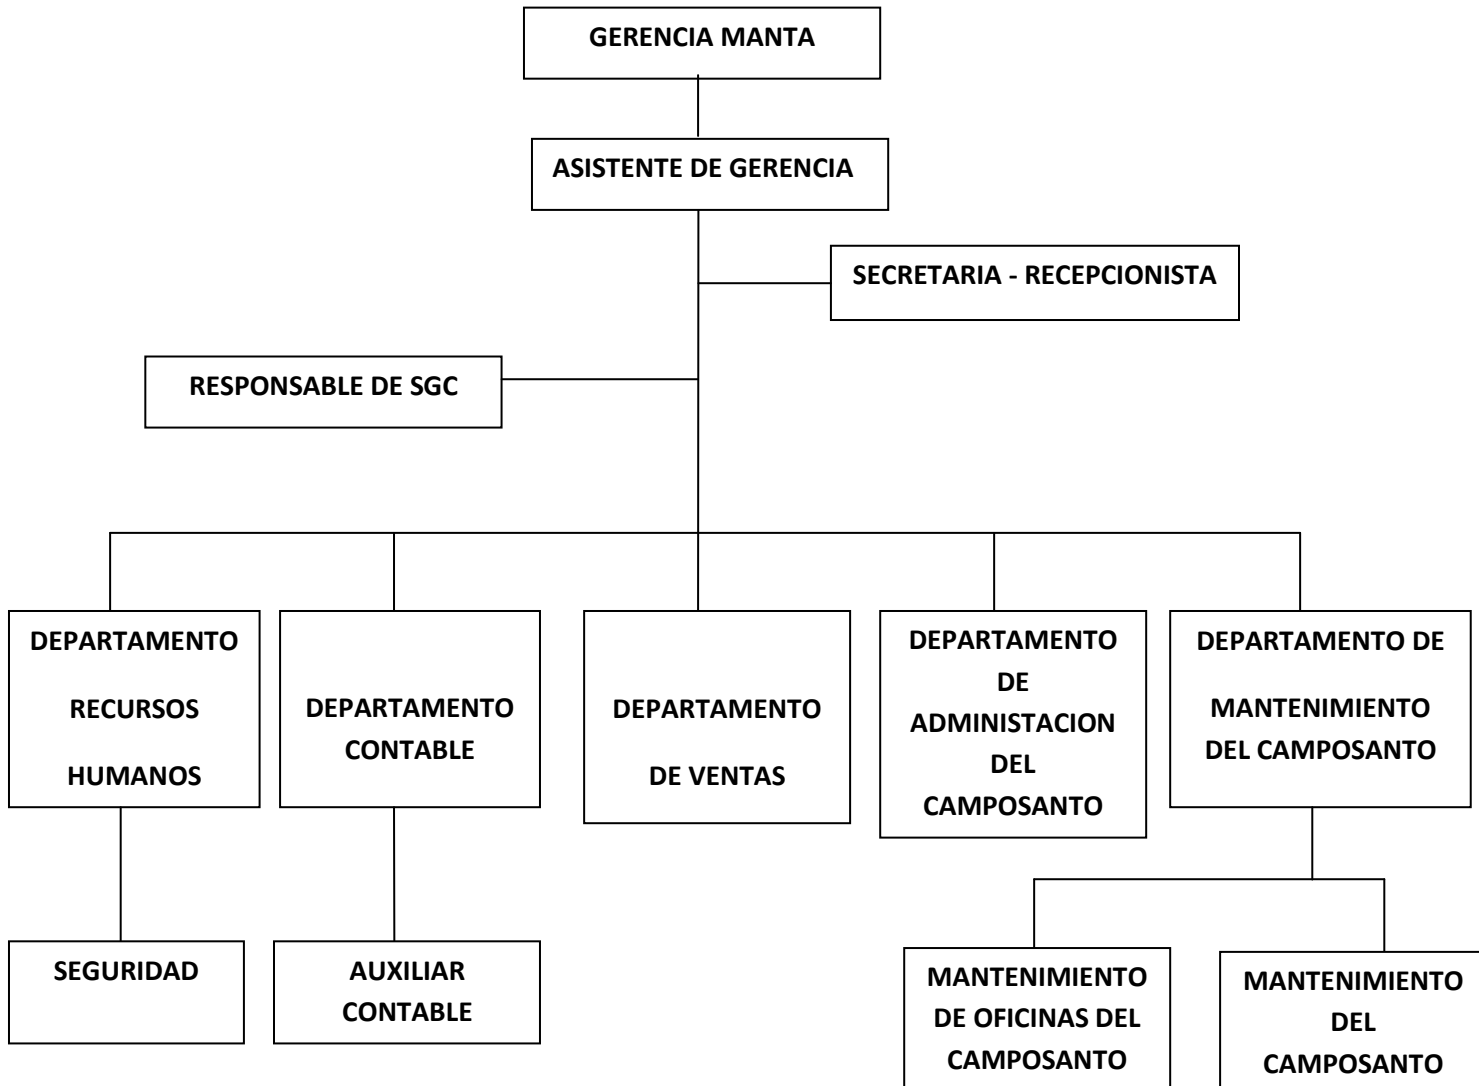 GERENCIA MANTA
ASISTENTE DE GERENCIA
SECRETARIA - RECEPCIONISTA
RESPONSABLE DE SGC
DEPARTAMENTO
RECURSOS
HUMANOS
DEPARTAMENTO
CONTABLE
DEPARTAMENTO
DE VENTAS
DEPARTAMENTO
DE
ADMINISTACION
DEL
CAMPOSANTO
DEPARTAMENTO DE
MANTENIMIENTO
DEL CAMPOSANTO
SEGURIDAD
AUXILIAR
CONTABLE
MANTENIMIENTO
DE OFICINAS DEL
CAMPOSANTO
MANTENIMIENTO
DEL
CAMPOSANTO